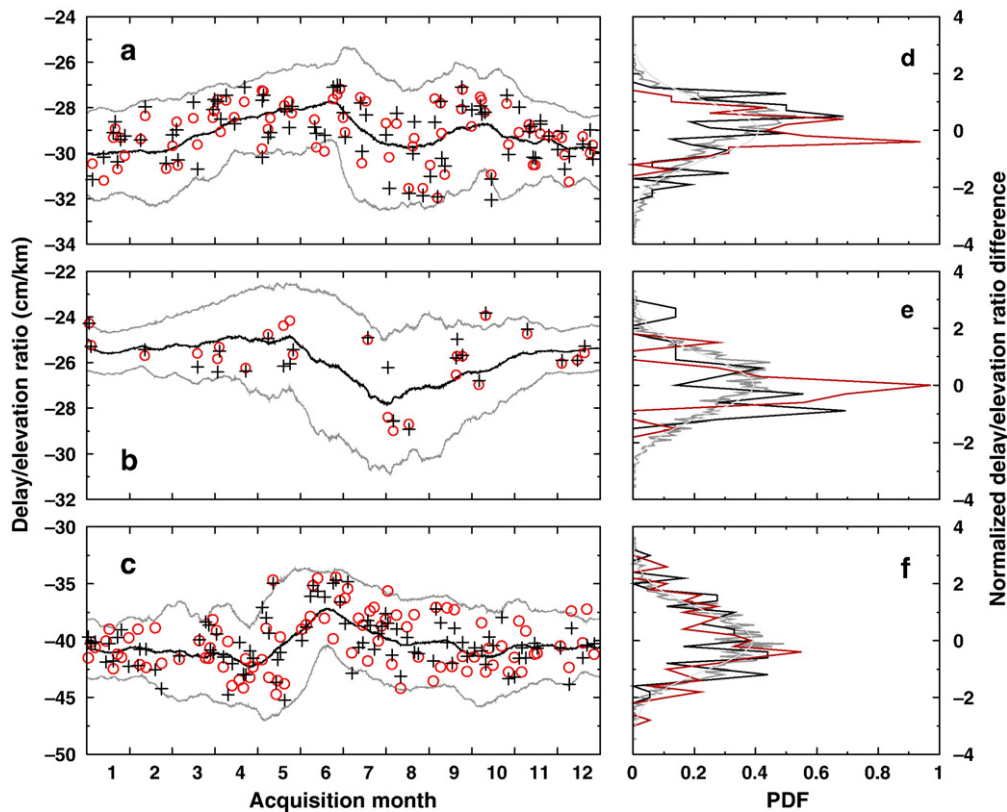 a
−24
−26
−28
−30
−32
−34
b
−22
−24
−26
−28
−30
−32
c
−30
−35
−40
−45
−50
1 2 3 4 5 6 7 8 9 10 11 12
Acquisition month
Delay/elevation ratio (cm/km)
d
4
2
0
−2
−4
e
4
2
0
−2
−4
f
4
2
0
−2
−4
0 0.2 0.4 0.6 0.8 1
PDF
Normalized delay/elevation ratio difference